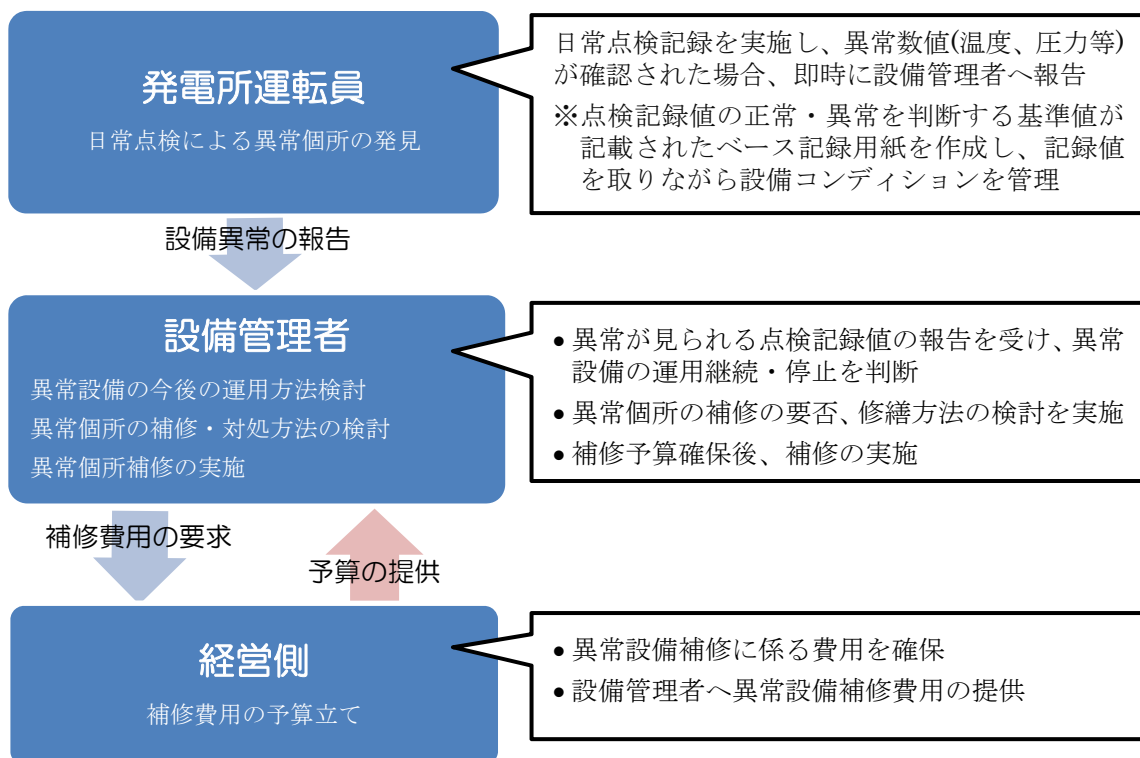 発電所運転員
日常点検による異常個所の発見
日常点検記録を実施し、異常数値(温度、圧力等)
が確認された場合、即時に設備管理者へ報告
※点検記録値の正常・異常を判断する基準値が
記載されたベース記録用紙を作成し、記録値
を取りながら設備コンディションを管理
設備異常の報告
設備管理者
異常設備の今後の運用方法検討
異常個所の補修・対処方法の検討
異常個所補修の実施
• 異常が見られる点検記録値の報告を受け、異常
設備の運用継続・停止を判断
• 異常個所の補修の要否、修繕方法の検討を実施
• 補修予算確保後、補修の実施
補修費用の要求
予算の提供
経営側
補修費用の予算立て
• 異常設備補修に係る費用を確保
• 設備管理者へ異常設備補修費用の提供